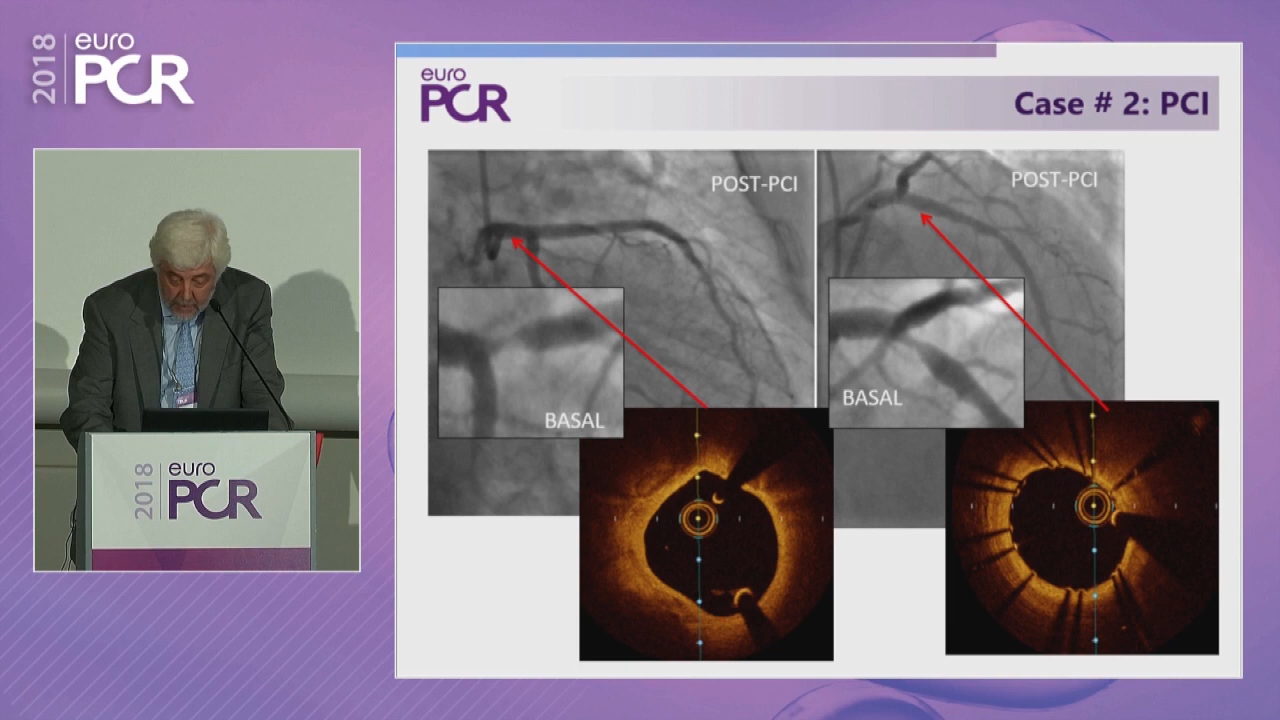 2018
euro
PCR
euro
PCR
Case # 2: PCI
POST-PCI
POST-PCI
BASAL
BASAL
2018
euro
PCR